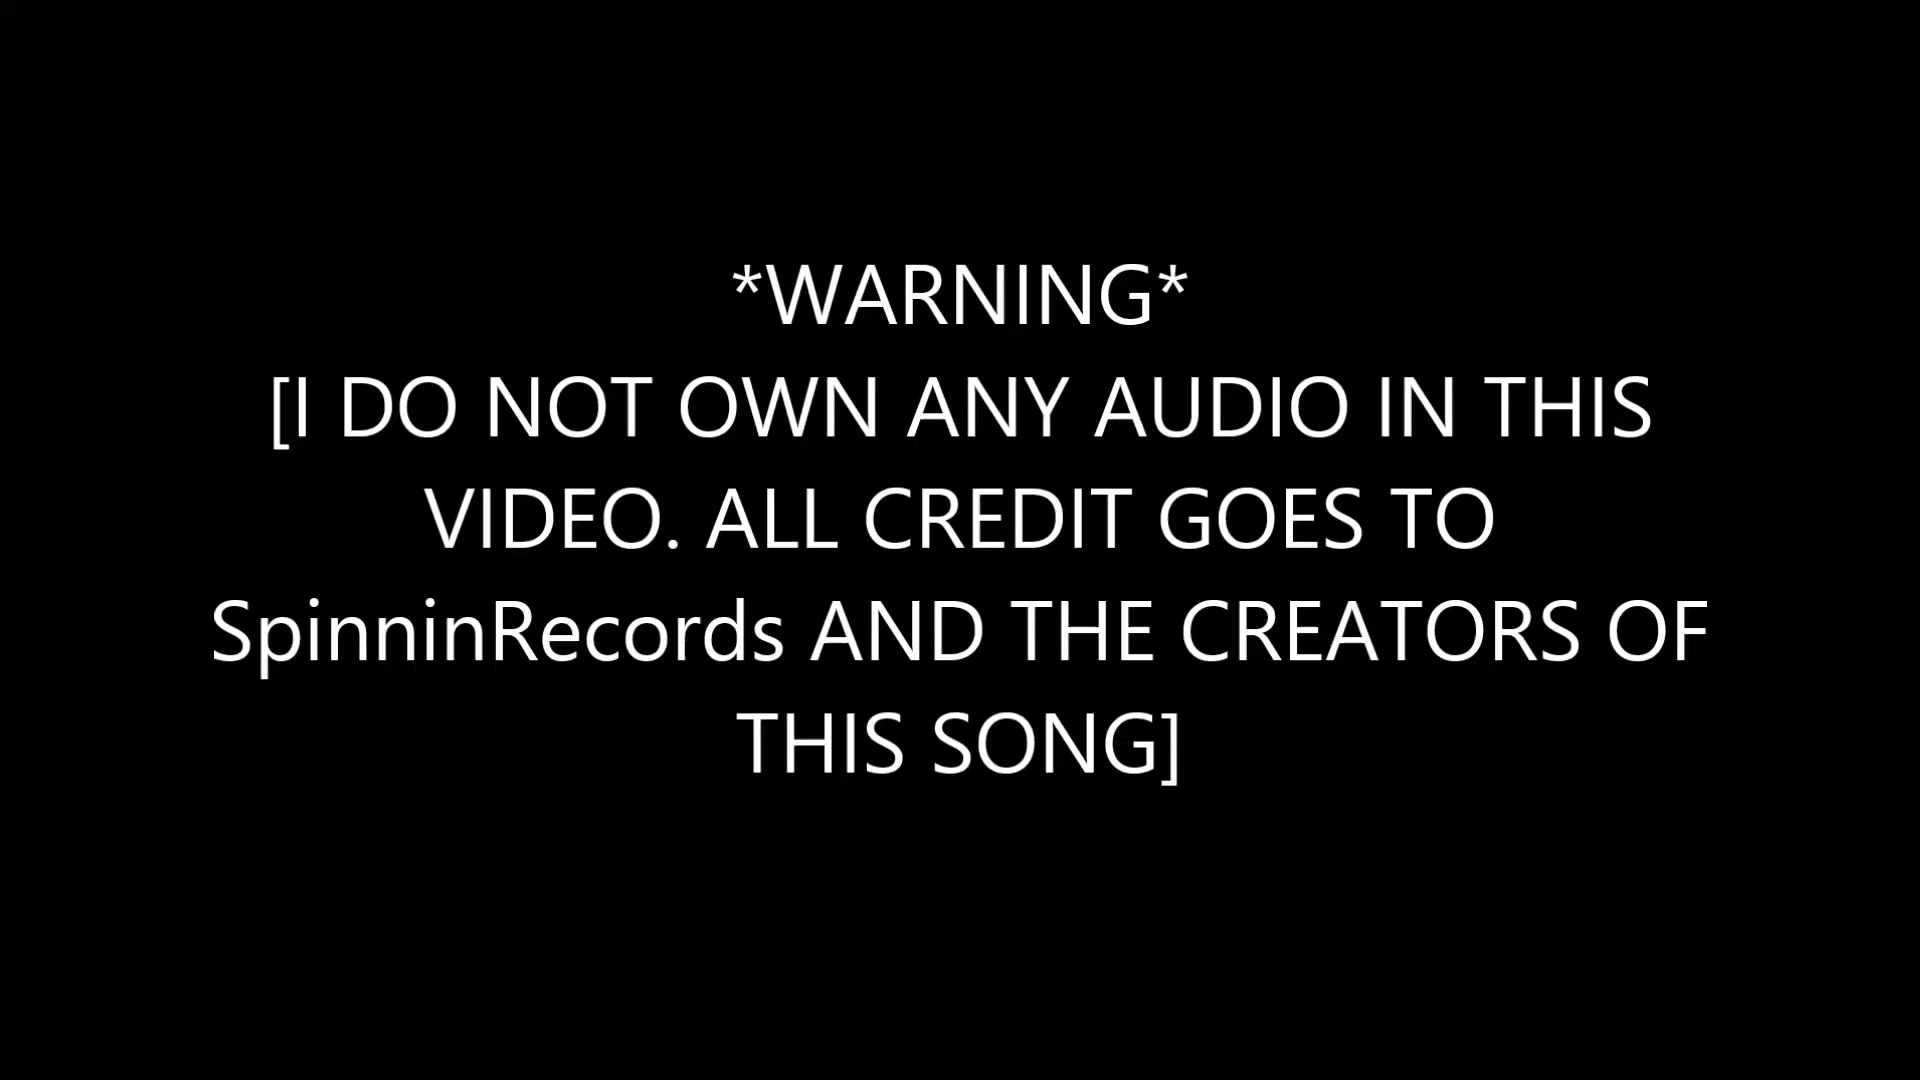 *WARNING*
[I DO NOT OWN ANY AUDIO IN THIS
VIDEO. ALL CREDIT GOES TO
SpinninRecords AND THE CREATORS OF
THIS SONG]